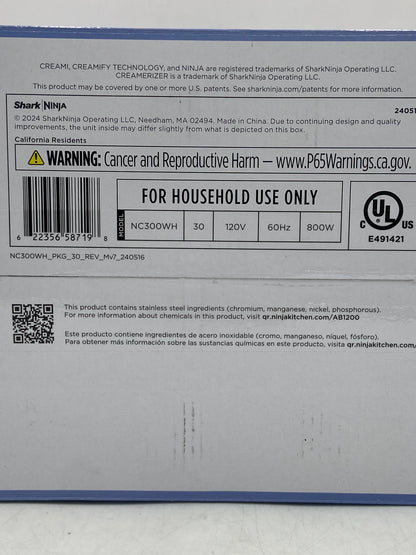 CREAMI, CREAMIFY TECHNOLOGY, and NINJA are registered trademarks of SharkNinja Operating LLC.
CREAMERIZER is a trademark of SharkNinja Operating LLC.
This product may be covered by one or more U.S. patents. See sharkninja.com/patents for more information.
Shark|NINJA
240516
© 2024 SharkNinja Operating LLC, Needham, MA 02494. Made in China. Due to continuing design and quality
improvements, the unit inside may differ slightly from what is depicted on this box.
California Residents
WARNING: Cancer and Reproductive Harm — www.P65Warnings.ca.gov.
6 22356 58719 8
FOR HOUSEHOLD USE ONLY
MODEL NC300WH 30 120V 60Hz 800W
C UL US
E491421
NC300WH_PKG_30_REV_Mv7_240516
This product contains stainless steel ingredients (chromium, manganese, nickel, phosphorous).
For more information about chemicals in this product, visit qr.ninjakitchen.com/AB1200
Este producto contiene ingredientes de acero inoxidable (cromo, manganeso, níquel, fósforo).
Para obtener más información sobre las sustancias químicas en este producto, visita qr.ninjakitchen.co